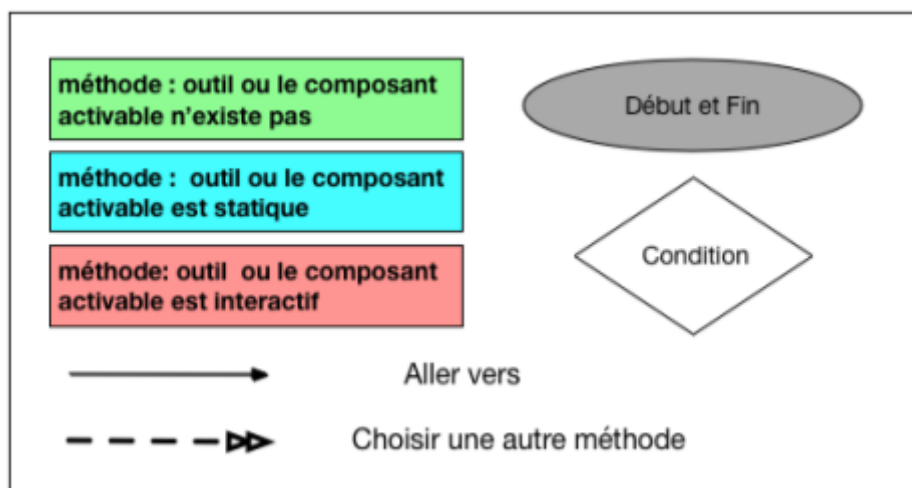 méthode : outil ou le composant
activable n'existe pas
Début et Fin
méthode :  outil ou le composant
activable est statique
Condition
méthode: outil  ou le composant
activable est interactif
Aller vers
Choisir une autre méthode